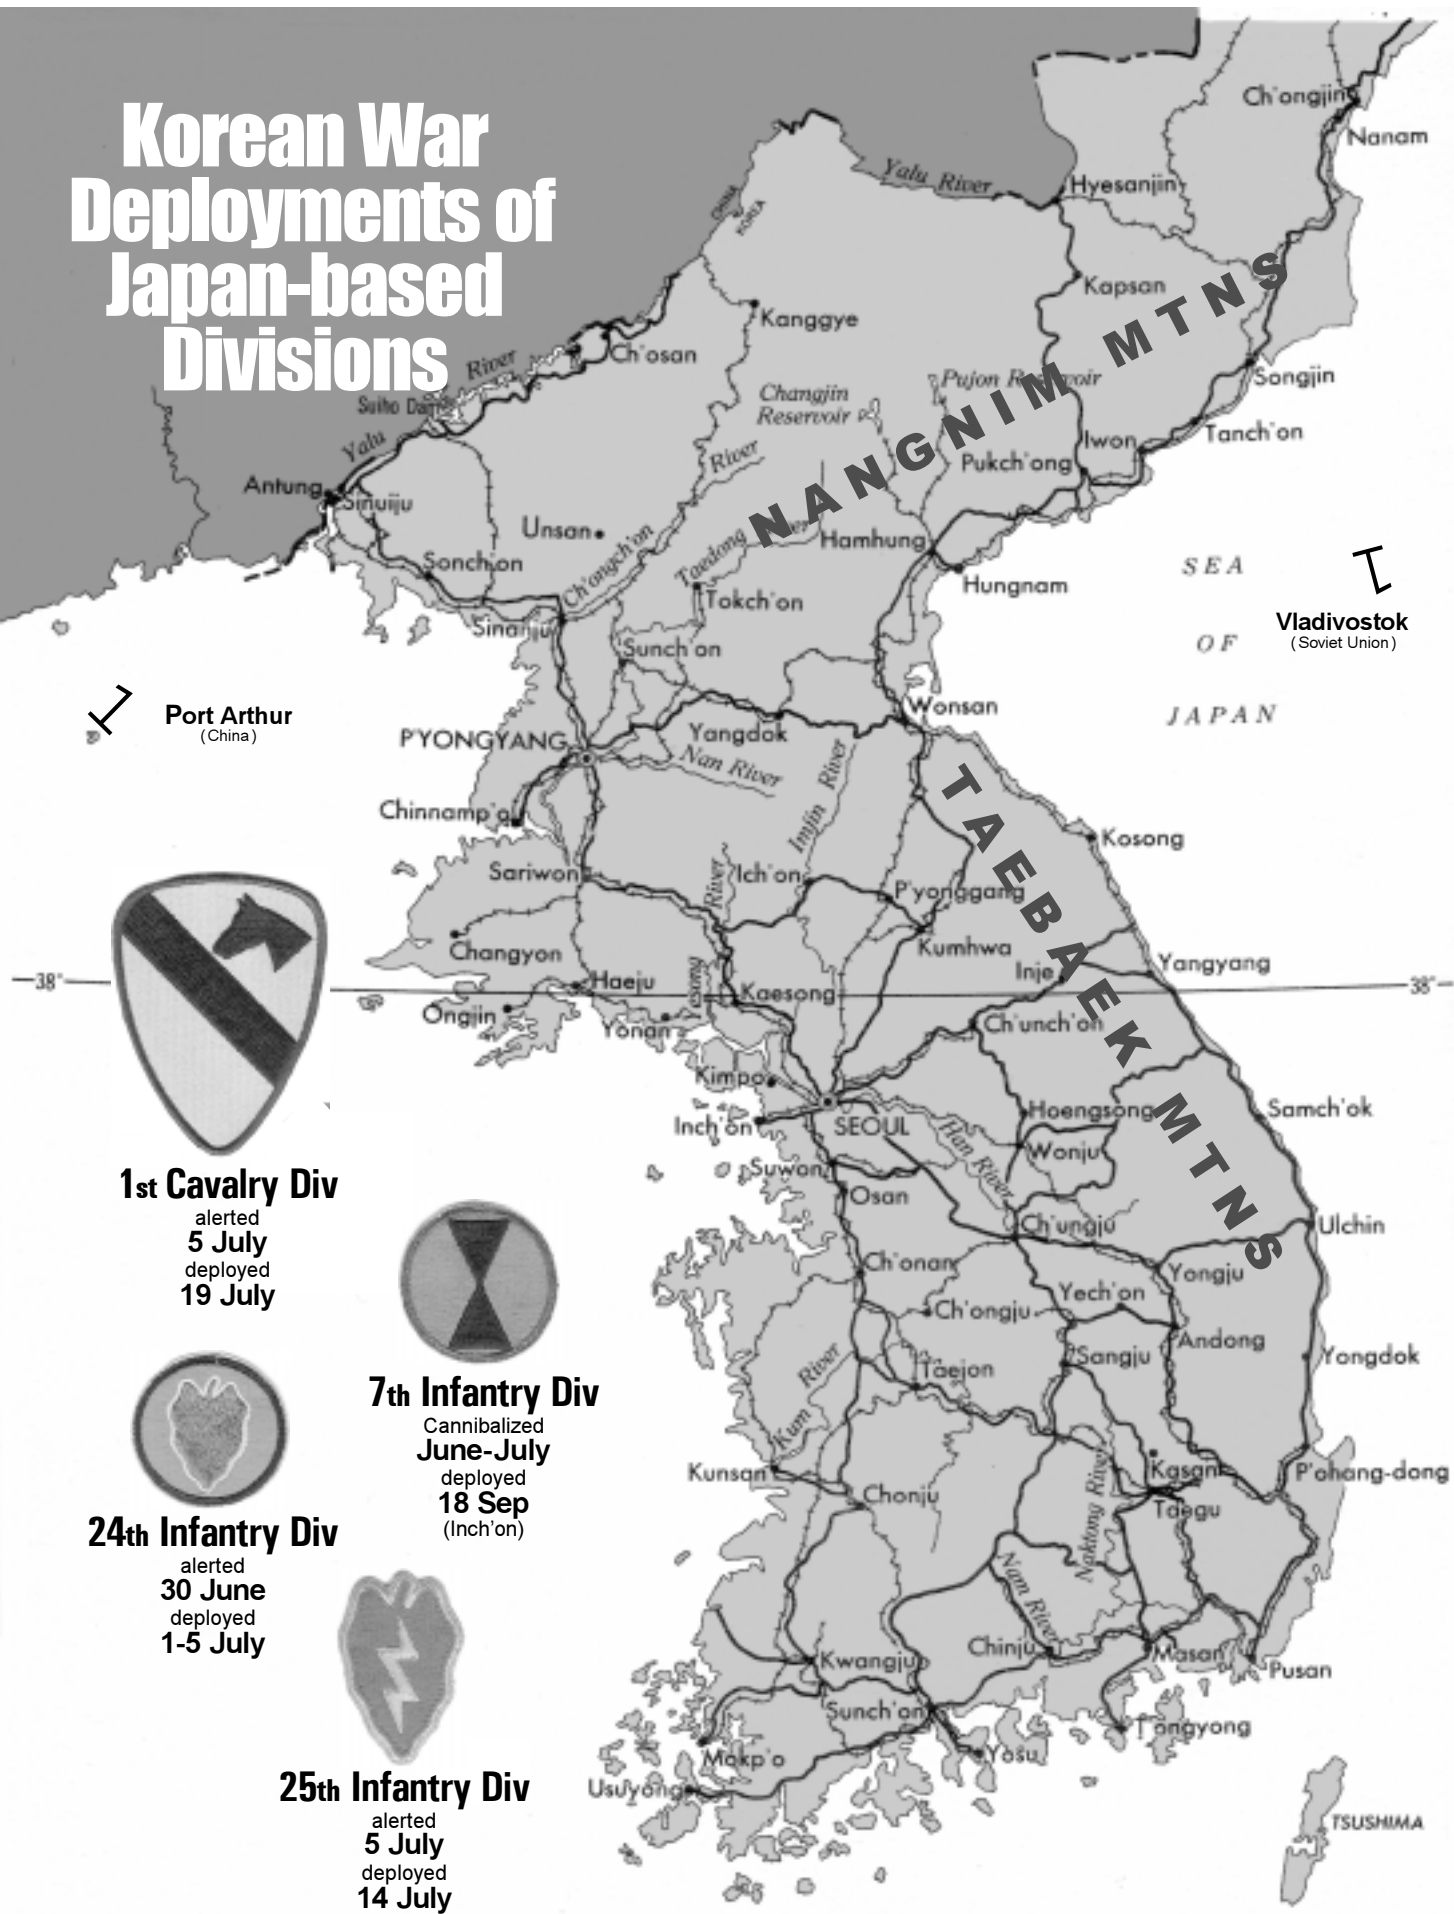 Korean War
Deployments of
Japan-based
Divisions
Ch'ongjin
Nanam
Yalu River
Hyesanjin
CHINA
KOREA
Kapsan
NANGNIM MTNS
Kanggye
Ch'osan
River
Suiho Dam
Yalu
Changjin
Reservoir
Pujon Reservoir
Songjin
Tanch'on
Iwon
Pukch'ong
River
Antung
Sinuiju
Unsan
Ch'ongch'on
Taedong River
Hamhung
Hungnam
Sonch'on
Tokch'on
Sinanju
Sunch'on
SEA
OF
JAPAN
Vladivostok
(Soviet Union)
Port Arthur
(China)
Wonsan
P'YONGYANG
Yangdok
Nan River
Imjin River
Chinnamp'o
TAEBAEK MTNS
Kosong
Sariwon
River
Ich'on
P'yonggang
Kumhwa
Changyon
Inje
Yangyang
38°
38°
Haeju
Yesong
Kaesong
Ongjin
Yonan
Ch'unch'on
Kimpo
Inch'on
SEOUL
Han River
Hoengsong
Samch'ok
Wonju
Suwon
Osan
Ch'ungju
Ulchin
Ch'onan
Yongju
Yech'on
Ch'ongju
Andong
Sangju
Yongdok
Taejon
Kum River
Kunsan
Chonju
Naktong River
Kasan
Taegu
P'ohang-dong
Nam River
Chinju
Masan
Pusan
Kwangju
Sunch'on
T'ongyong
Yosu
Mokp'o
Usuyong
TSUSHIMA
1st Cavalry Div
alerted
5 July
deployed
19 July
7th Infantry Div
Cannibalized
June-July
deployed
18 Sep
(Inch'on)
24th Infantry Div
alerted
30 June
deployed
1-5 July
25th Infantry Div
alerted
5 July
deployed
14 July